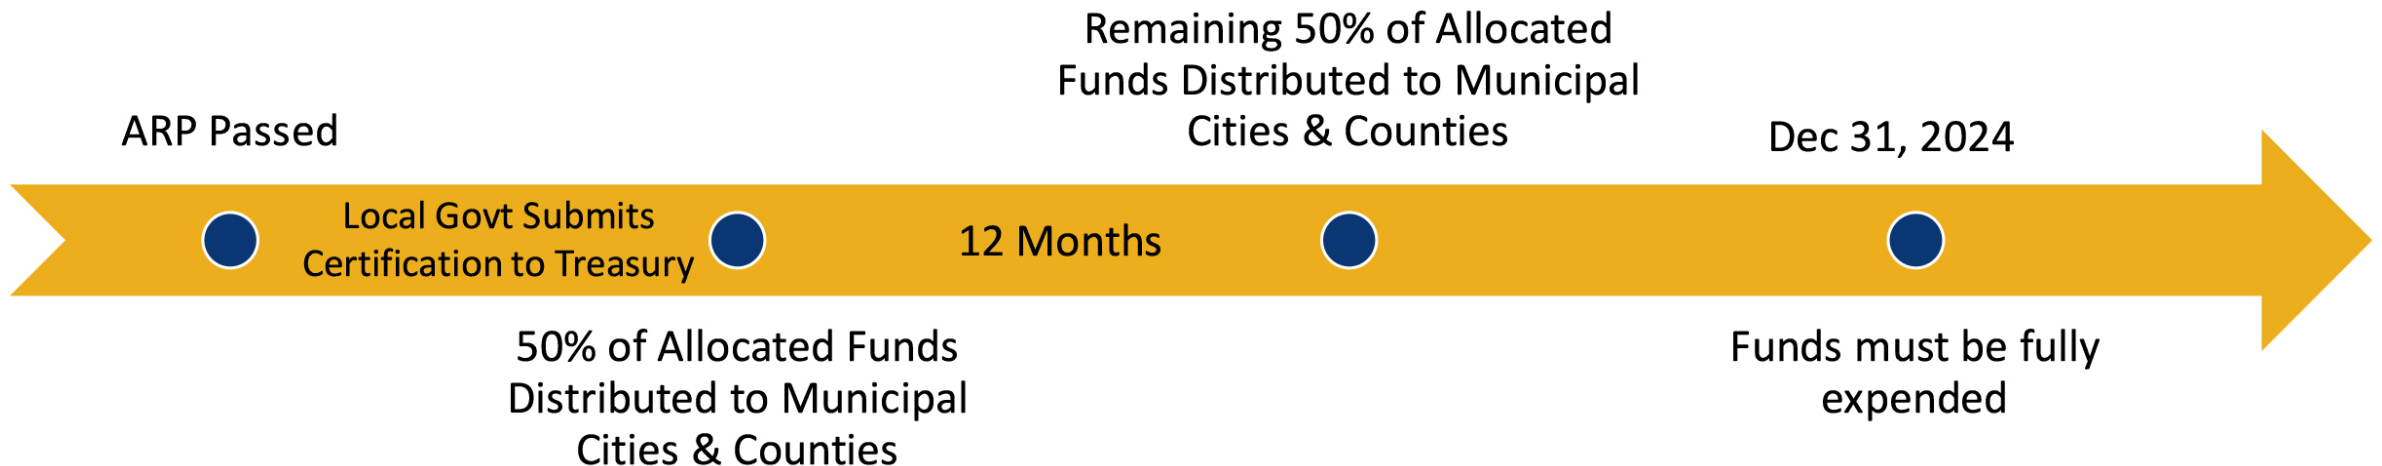 ARP Passed
Local Govt Submits
Certification to Treasury
50% of Allocated Funds
Distributed to Municipal
Cities & Counties
12 Months
Remaining 50% of Allocated
Funds Distributed to Municipal
Cities & Counties
Dec 31, 2024
Funds must be fully
expended